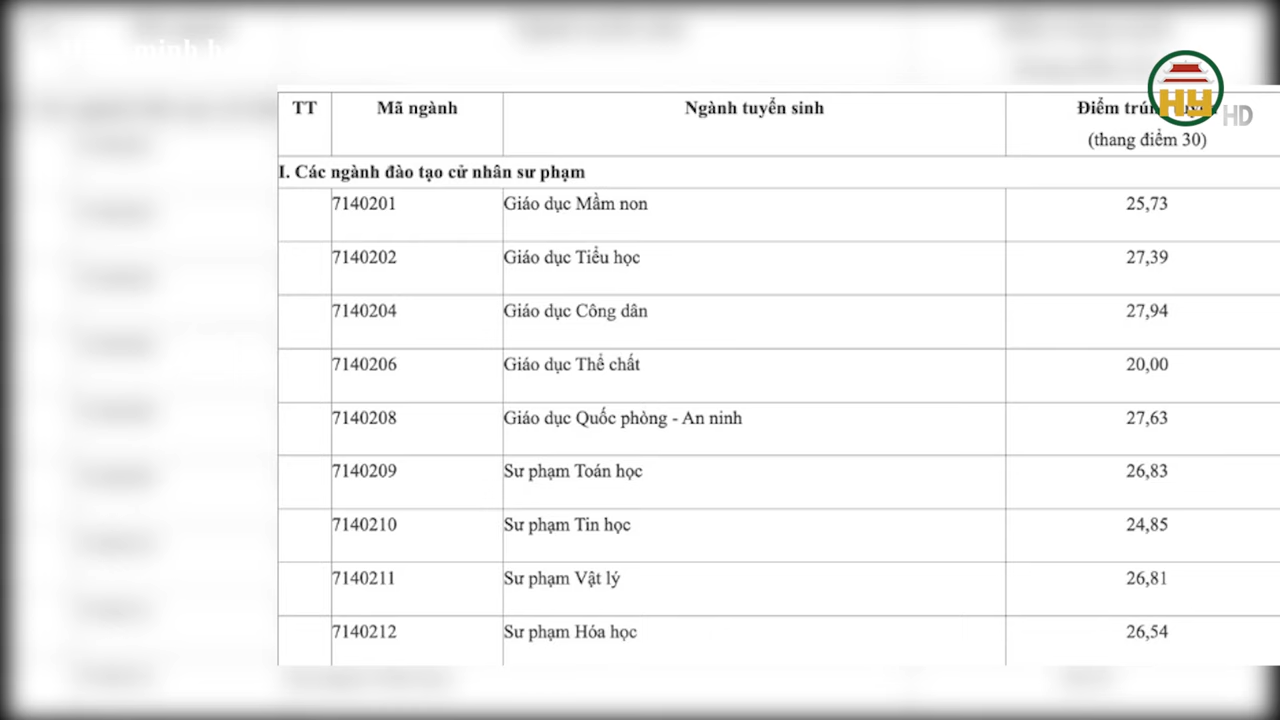 minh
HY
HD
TT Mã ngành Ngành tuyển sinh Điểm
(thang điểm 30)
I. Các ngành đào tạo cử nhân sư phạm
7140201 Giáo dục Mầm non 25,73
7140202 Giáo dục Tiểu học 27,39
7140204 Giáo dục Công dân 27,94
7140206 Giáo dục Thể chất 20,00
7140208 Giáo dục Quốc phòng - An ninh 27,63
7140209 Sư phạm Toán học 26,83
7140210 Sư phạm Tin học 24,85
7140211 Sư phạm Vật lý 26,81
7140212 Sư phạm Hóa học 26,54